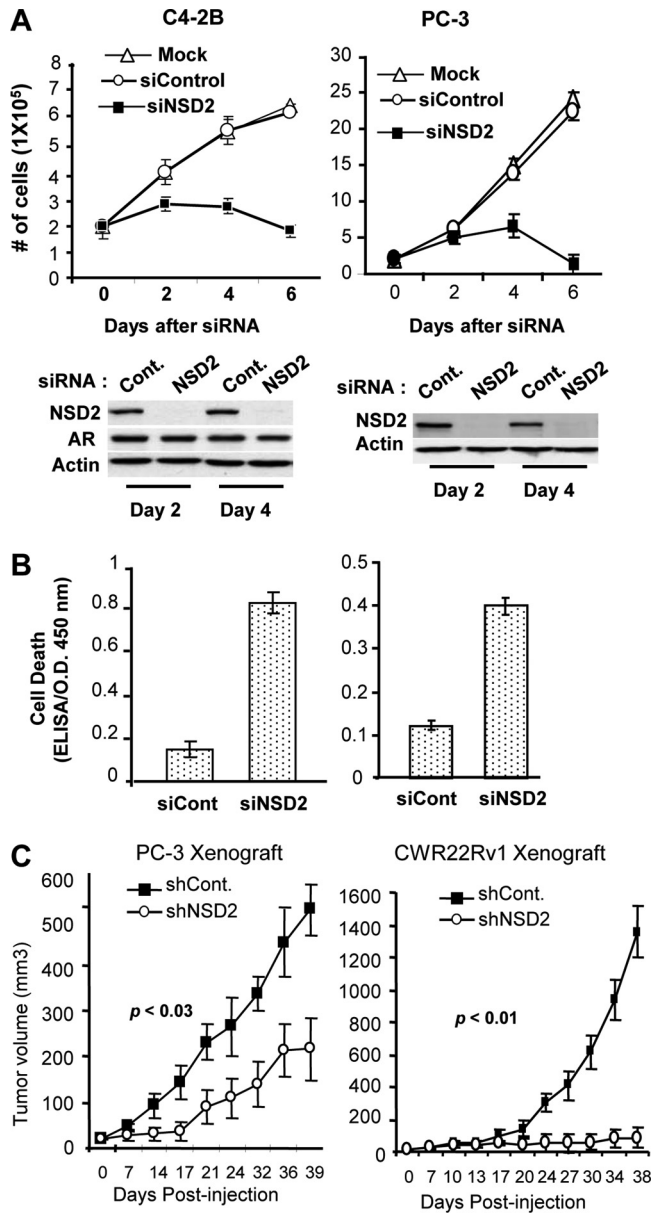 A
C4-2B
PC-3
# of cells (1X10⁵)
8
7
6
5
4
3
2
1
0
Mock
siControl
siNSD2
0 2 4 6
Days after siRNA
30
25
20
15
10
5
0
Mock
siControl
siNSD2
0 2 4 6
Days after siRNA
siRNA : Cont. NSD2 Cont. NSD2
NSD2
AR
Actin
Day 2 Day 4
siRNA : Cont. NSD2 Cont. NSD2
NSD2
Actin
Day 2 Day 4
B
Cell Death
(ELISA/O.D. 450 nm)
1
0.8
0.6
0.4
0.2
0
siCont siNSD2
0.5
0.4
0.3
0.2
0.1
0
siCont siNSD2
C
PC-3 Xenograft
CWR22Rv1 Xenograft
Tumor volume (mm3)
600
500
400
300
200
100
0
shCont.
shNSD2
p < 0.03
0 7 14 17 21 24 32 36 39
Days Post-injection
1600
1400
1200
1000
800
600
400
200
0
shCont.
shNSD2
p < 0.01
0 7 10 13 17 20 24 27 30 34 38
Days Post-injection